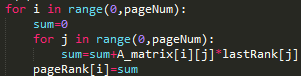 for i in range(0,pageNum):
    sum=0
    for j in range(0,pageNum):
        sum=sum+A_matrix[i][j]*lastRank[j]
    pageRank[i]=sum